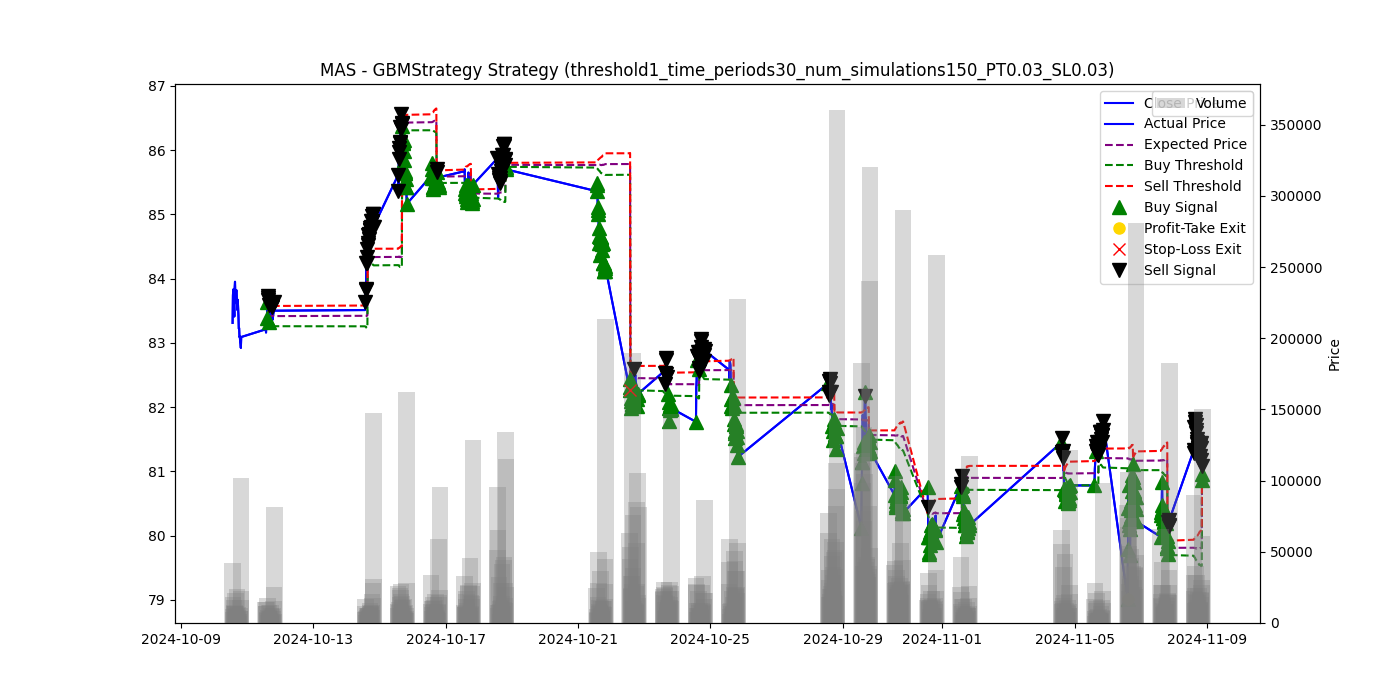 MAS - GBMStrategy Strategy (threshold1_time_periods30_num_simulations150_PT0.03_SL0.03)
87
86
85
84
83
82
81
80
79
350000
300000
250000
200000
150000
100000
50000
0
Price
Volume
Actual Price
Expected Price
Buy Threshold
Sell Threshold
Buy Signal
Profit-Take Exit
Stop-Loss Exit
Sell Signal
2024-10-09
2024-10-13
2024-10-17
2024-10-21
2024-10-25
2024-10-29
2024-11-01
2024-11-05
2024-11-09